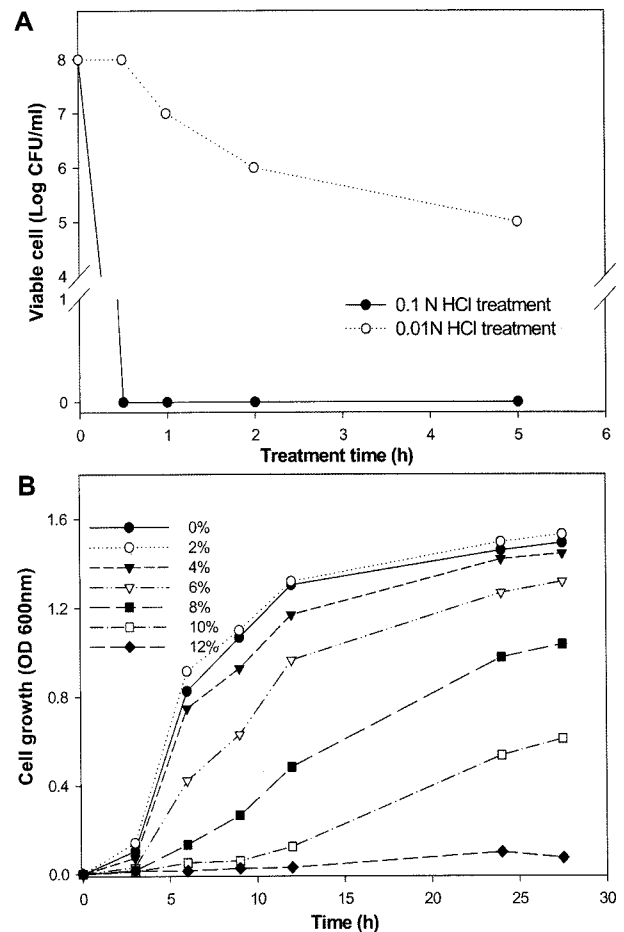 A
Viable cell (Log CFU/ml)
8
7
6
5
4
1
0
0.1 N HCl treatment
0.01N HCl treatment
0 1 2 3 4 5 6
Treatment time (h)
B
Cell growth (OD 600nm)
1.6
1.2
0.8
0.4
0.0
0%
2%
4%
6%
8%
10%
12%
0 5 10 15 20 25 30
Time (h)